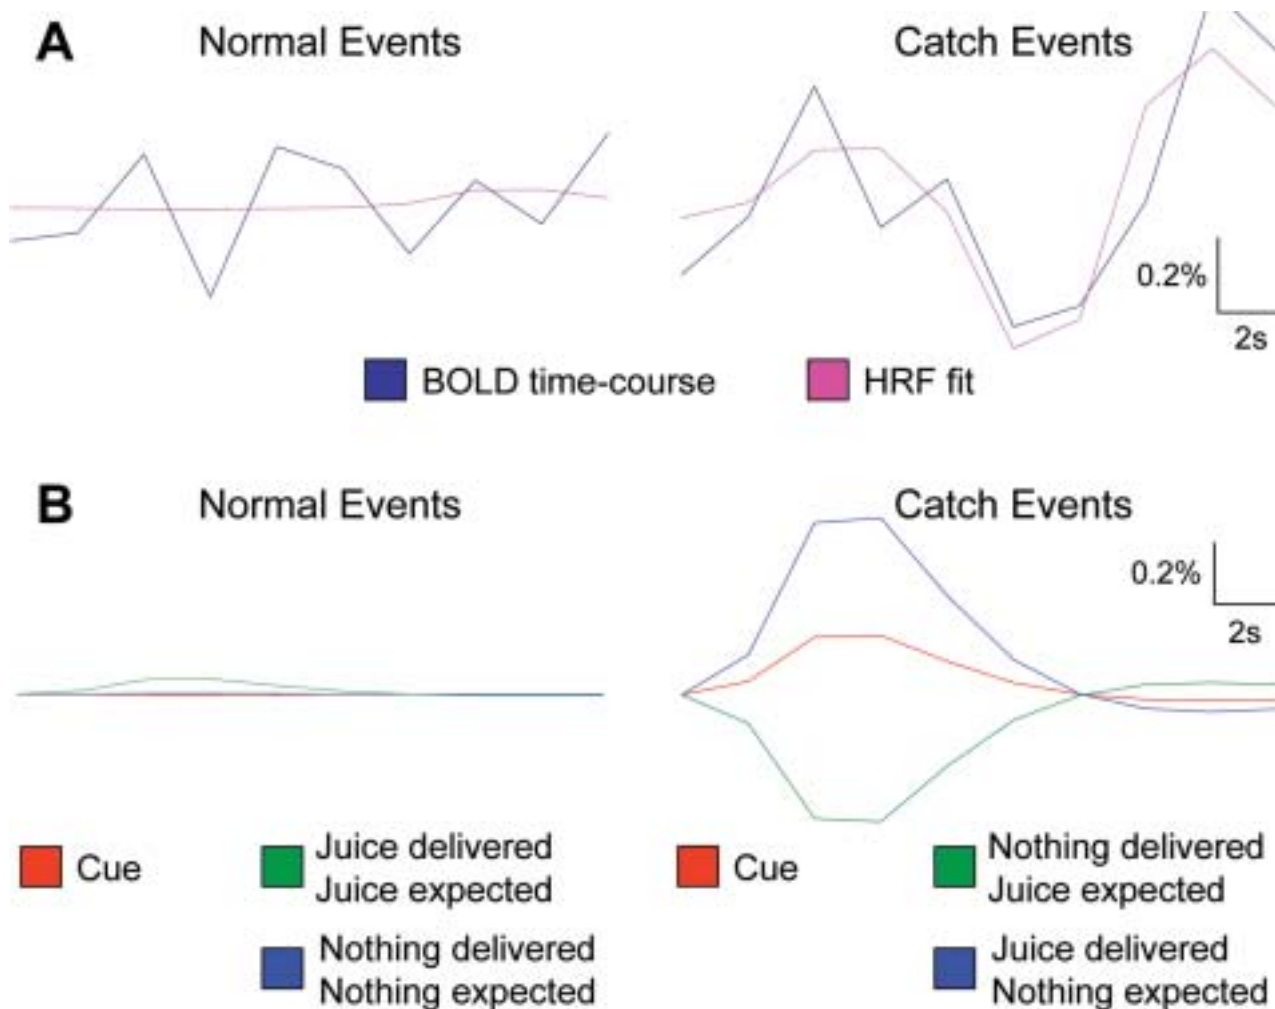 A
Normal Events
Catch Events
0.2%
2s
BOLD time-course
HRF fit
B
Normal Events
Catch Events
0.2%
2s
Cue
Juice delivered
Juice expected
Nothing delivered
Nothing expected
Cue
Nothing delivered
Juice expected
Juice delivered
Nothing expected